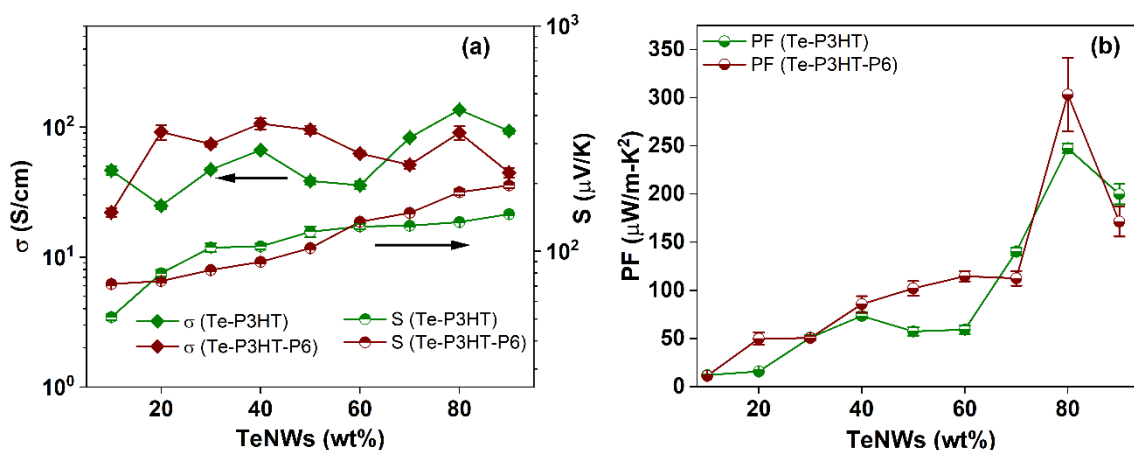 (a)
10³
10²
10¹
10⁰
σ (S/cm)
10³
10²
S (μV/K)
σ (Te-P3HT)
S (Te-P3HT)
σ (Te-P3HT-P6)
S (Te-P3HT-P6)
20
40
60
80
TeNWs (wt%)
(b)
PF (Te-P3HT)
PF (Te-P3HT-P6)
350
300
250
200
150
100
50
0
PF (μW/m-K²)
20
40
60
80
TeNWs (wt%)